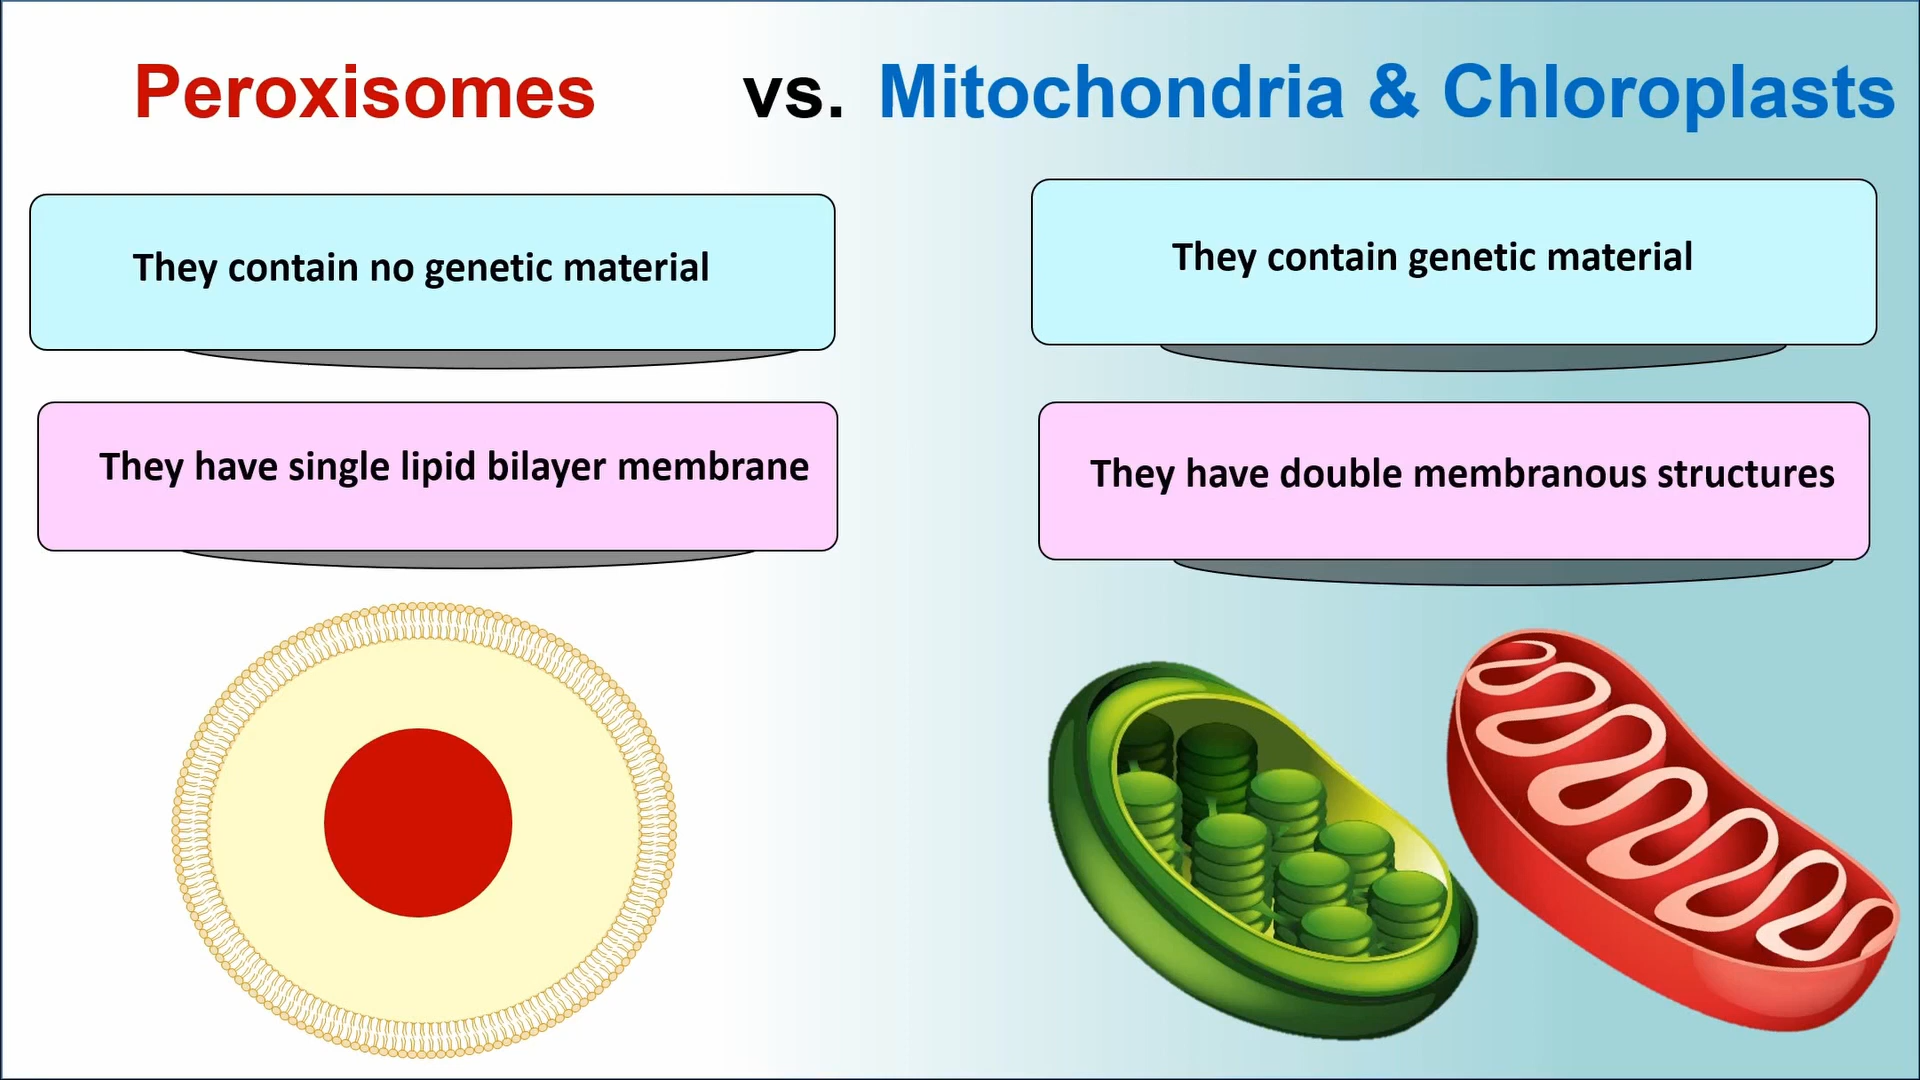 Peroxisomes vs. Mitochondria & Chloroplasts
They contain no genetic material
They contain genetic material
They have single lipid bilayer membrane
They have double membranous structures